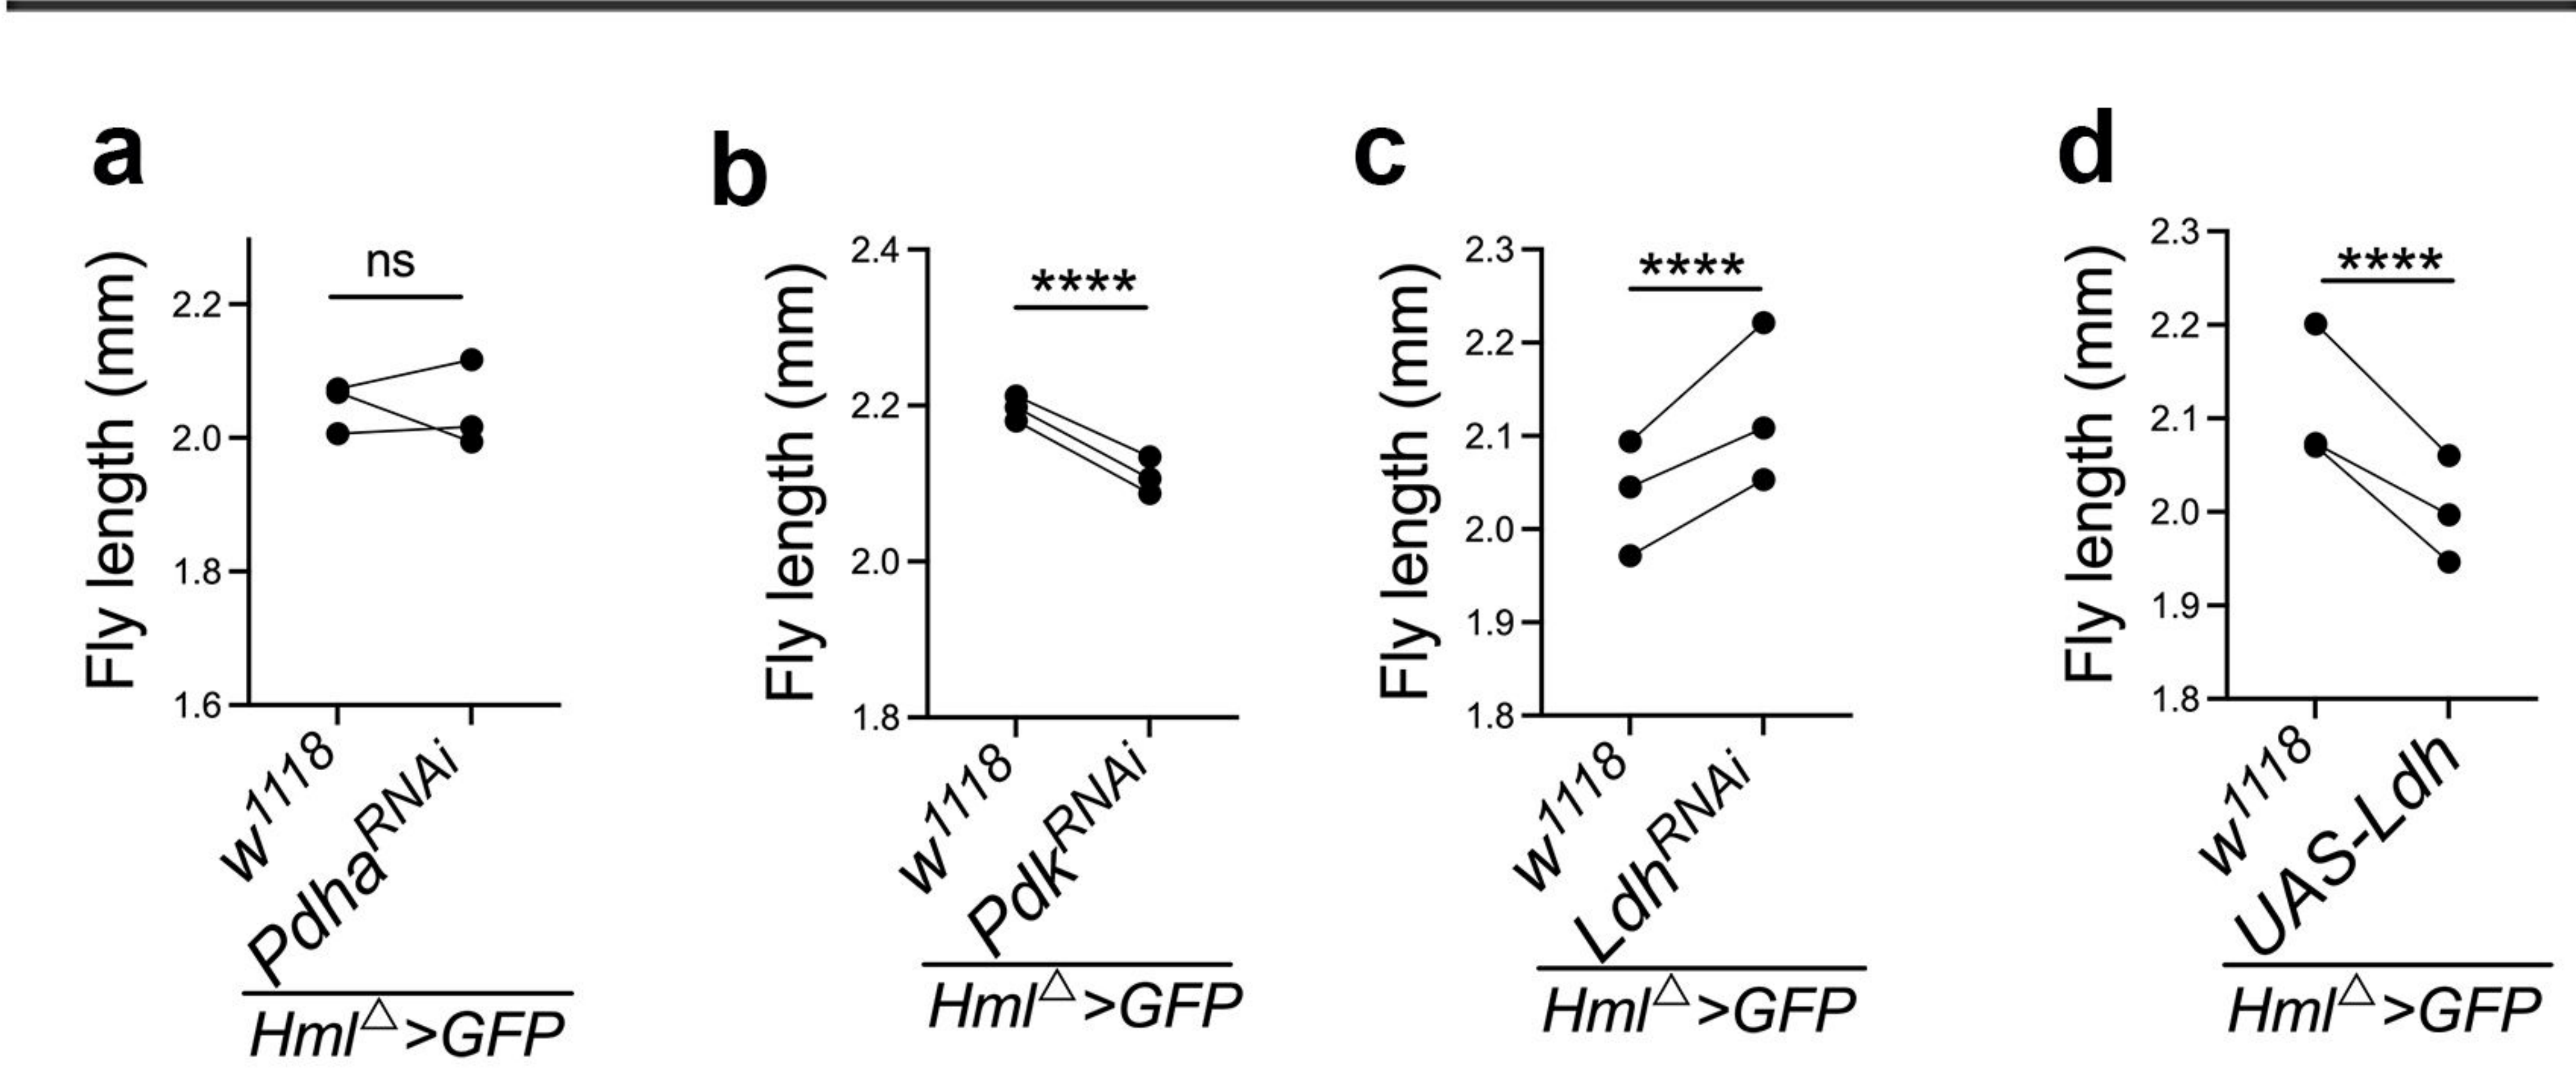 a
Fly length (mm)
2.2
2.0
1.8
1.6
ns
w1118
PdhaRNAi
Hml△>GFP
b
Fly length (mm)
2.4
2.2
2.0
1.8
****
w1118
PdkRNAi
Hml△>GFP
c
Fly length (mm)
2.3
2.2
2.1
2.0
1.9
1.8
****
w1118
LdhRNAi
Hml△>GFP
d
Fly length (mm)
2.3
2.2
2.1
2.0
1.9
1.8
****
w1118
UAS-Ldh
Hml△>GFP